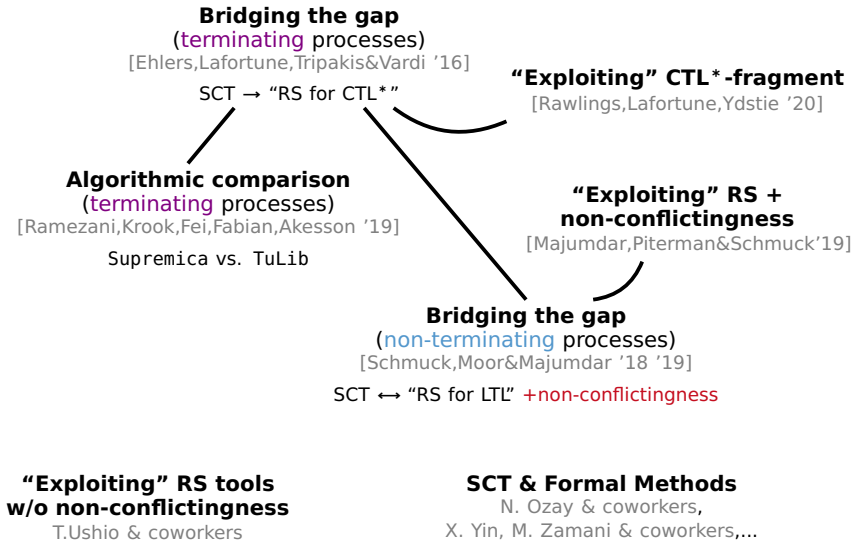 Bridging the gap
(terminating processes)
[Ehlers,Lafortune,Tripakis&Vardi ’16]
SCT → “RS for CTL*”
“Exploiting” CTL*-fragment
[Rawlings,Lafortune,Ydstie ’20]
Algorithmic comparison
(terminating processes)
[Ramezani,Krook,Fei,Fabian,Akesson ’19]
Supremica vs. TuLib
“Exploiting” RS +
non-conflictingness
[Majumdar,Piterman&Schmuck’19]
Bridging the gap
(non-terminating processes)
[Schmuck,Moor&Majumdar ’18 ’19]
SCT ↔ “RS for LTL” +non-conflictingness
“Exploiting” RS tools
w/o non-conflictingness
T.Ushio & coworkers
SCT & Formal Methods
N. Ozay & coworkers,
X. Yin, M. Zamani & coworkers,...